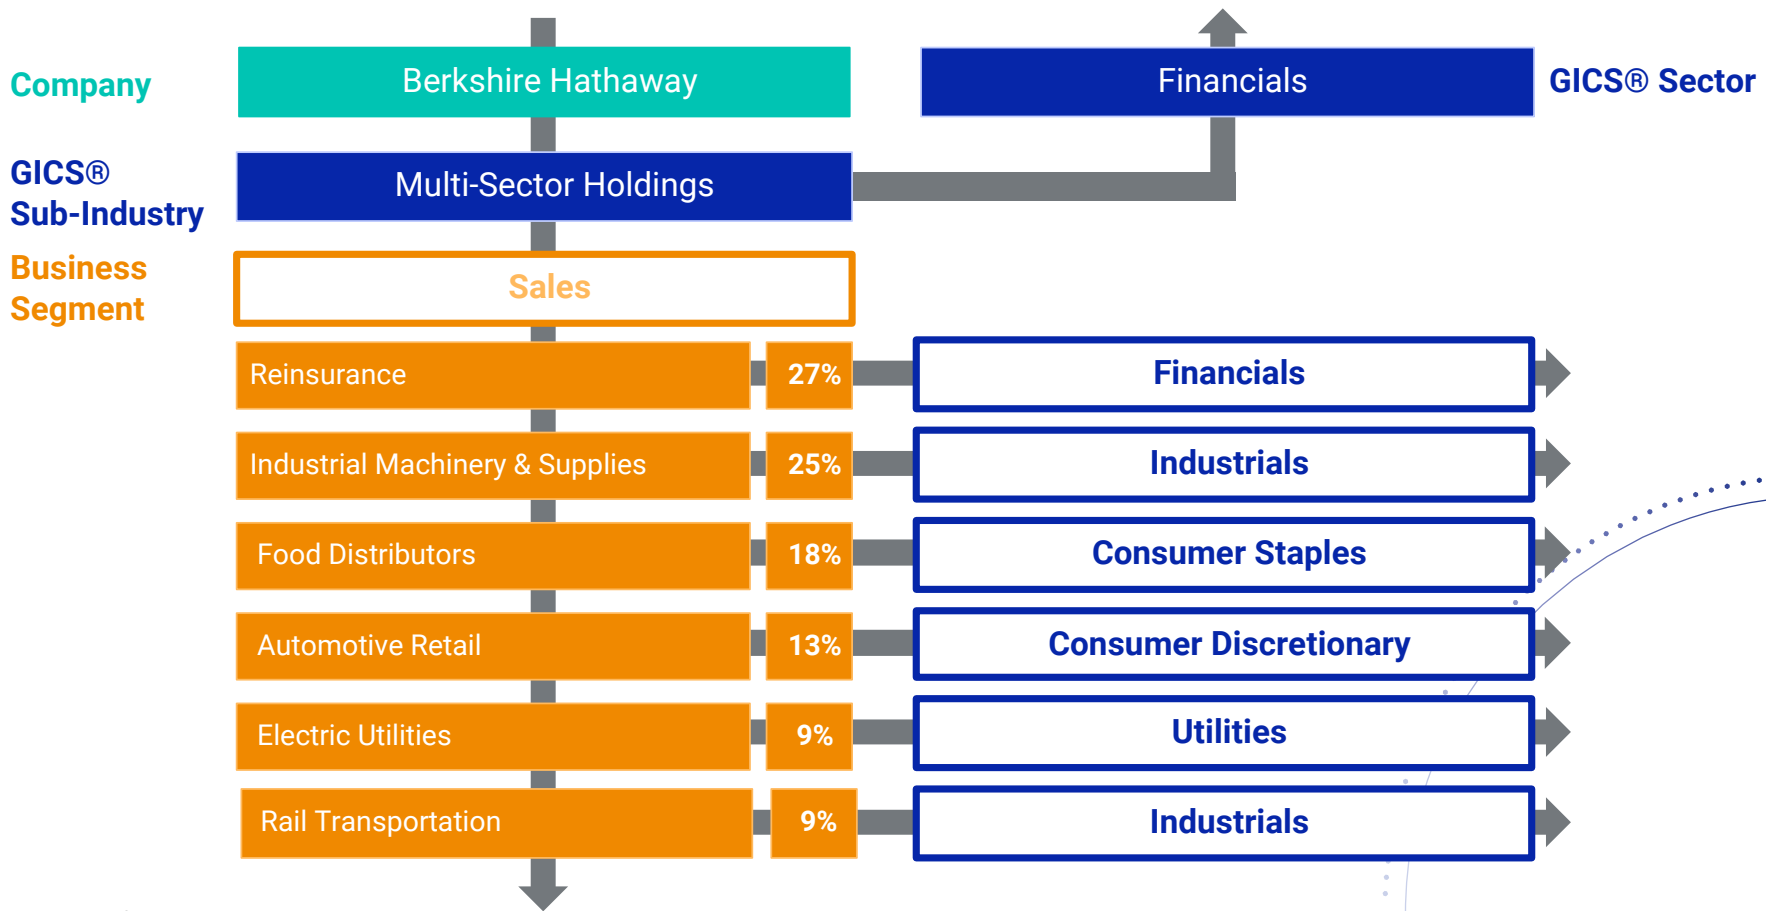 Company
Berkshire Hathaway
Financials
GICS® Sector
GICS®
Sub-Industry
Multi-Sector Holdings
Business
Segment
Sales
Reinsurance 27% Financials
Industrial Machinery & Supplies 25% Industrials
Food Distributors 18% Consumer Staples
Automotive Retail 13% Consumer Discretionary
Electric Utilities 9% Utilities
Rail Transportation 9% Industrials